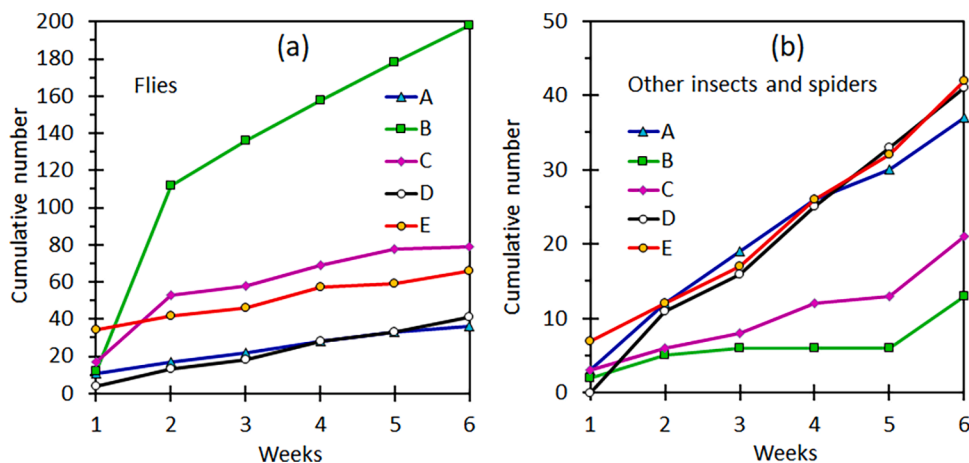 (a)
Flies
Cumulative number
200
180
160
140
120
100
80
60
40
20
0
A
B
C
D
E
1 2 3 4 5 6
Weeks
(b)
Other insects and spiders
Cumulative number
50
40
30
20
10
0
A
B
C
D
E
1 2 3 4 5 6
Weeks